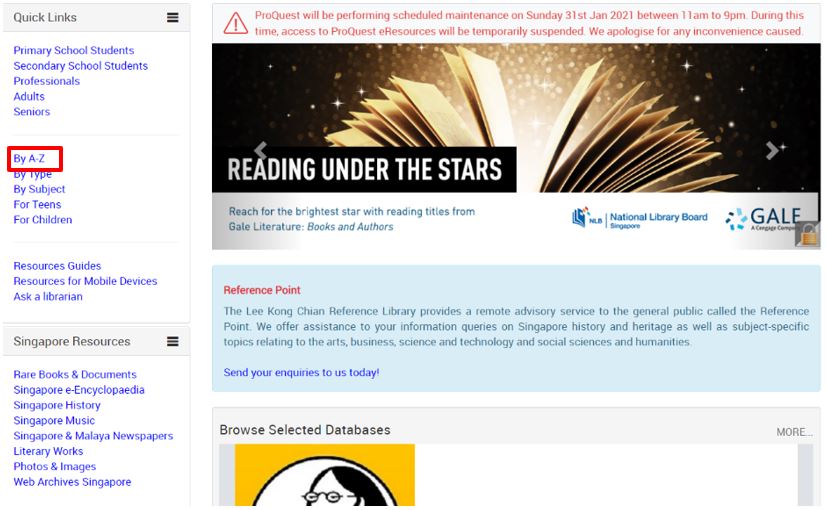 Quick Links
Primary School Students
Secondary School Students
Professionals
Adults
Seniors
By A-Z
By Type
By Subject
For Teens
For Children
Resources Guides
Resources for Mobile Devices
Ask a librarian
Singapore Resources
Rare Books & Documents
Singapore e-Encyclopaedia
Singapore History
Singapore Music
Singapore & Malaya Newspapers
Literary Works
Photos & Images
Web Archives Singapore
ProQuest will be performing scheduled maintenance on Sunday 31st Jan 2021 between 11am to 9pm. During this
time, access to ProQuest eResources will be temporarily suspended. We apologise for any inconvenience caused.
READING UNDER THE STARS
Reach for the brightest star with reading titles from
Gale Literature: Books and Authors
NLB National Library Board
Singapore
GALE
A Cengage Company
Reference Point
The Lee Kong Chian Reference Library provides a remote advisory service to the general public called the Reference
Point. We offer assistance to your information queries on Singapore history and heritage as well as subject-specific
topics relating to the arts, business, science and technology and social sciences and humanities.
Send your enquiries to us today!
Browse Selected Databases
MORE...